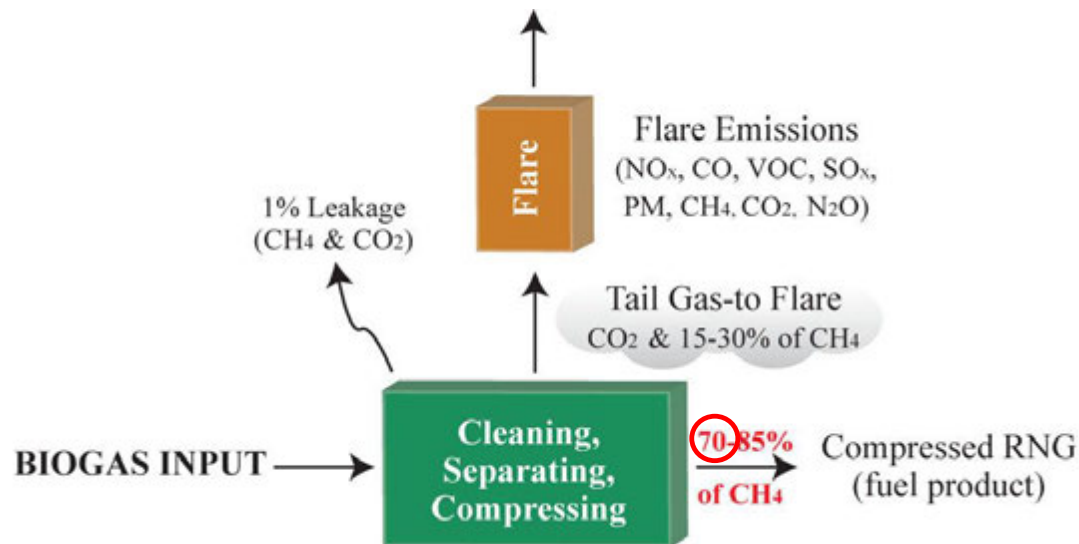 Flare
Flare Emissions
(NOx, CO, VOC, SOx,
PM, CH4, CO2, N2O)
1% Leakage
(CH4 & CO2)
Tail Gas-to Flare
CO2 & 15-30% of CH4
BIOGAS INPUT
Cleaning,
Separating,
Compressing
70-85%
of CH4
Compressed RNG
(fuel product)